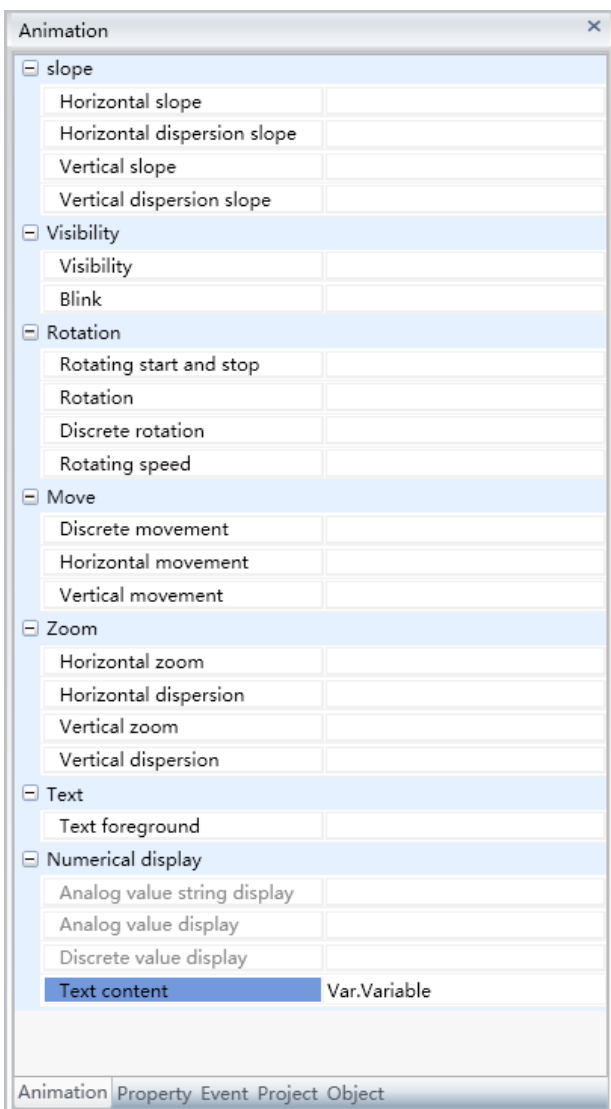 Animation
slope
Horizontal slope
Horizontal dispersion slope
Vertical slope
Vertical dispersion slope
Visibility
Visibility
Blink
Rotation
Rotating start and stop
Rotation
Discrete rotation
Rotating speed
Move
Discrete movement
Horizontal movement
Vertical movement
Zoom
Horizontal zoom
Horizontal dispersion
Vertical zoom
Vertical dispersion
Text
Text foreground
Numerical display
Analog value string display
Analog value display
Discrete value display
Text content Var.Variable
Animation Property Event Project Object